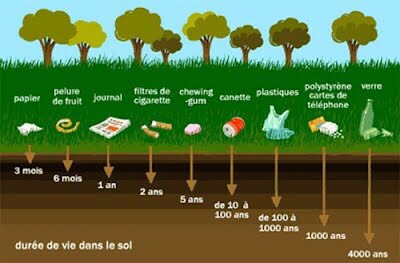 papier
pelure
de fruit
journal
filtres de
cigarette
chewing
-gum
canette
plastiques
polystyrène
cartes de
téléphone
verre
3 mois
6 mois
1 an
2 ans
5 ans
de 10 à
100 ans
de 100 à
1000 ans
1000 ans
4000 ans
durée de vie dans le sol